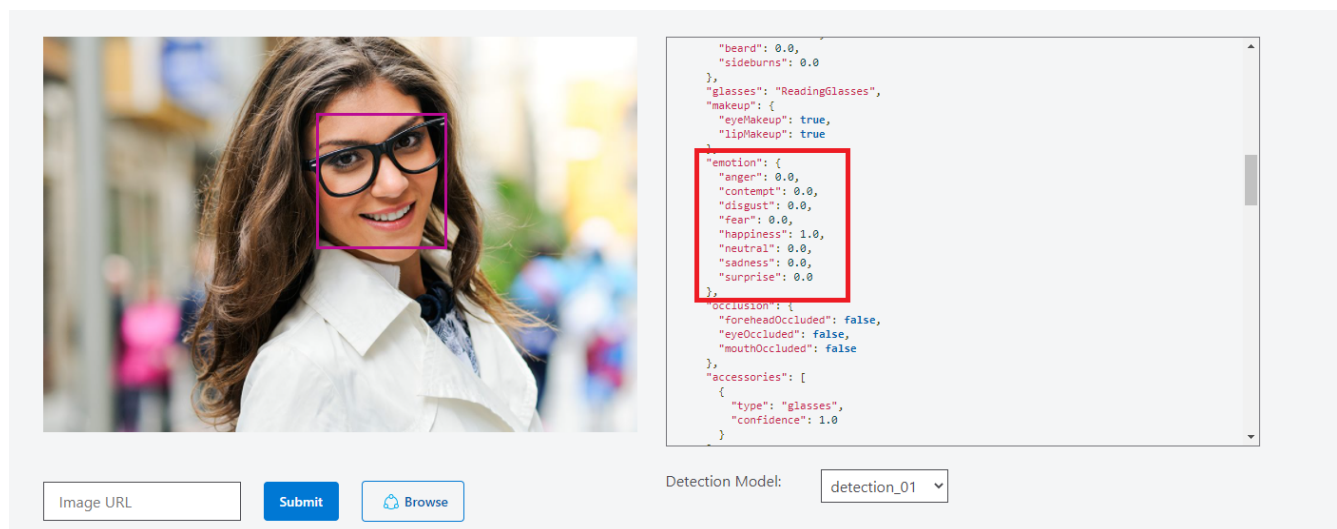 "beard": 0.0,
"sideburns": 0.0
},
"glasses": "ReadingGlasses",
"makeup": {
"eyeMakeup": true,
"lipMakeup": true
},
"emotion": {
"anger": 0.0,
"contempt": 0.0,
"disgust": 0.0,
"fear": 0.0,
"happiness": 1.0,
"neutral": 0.0,
"sadness": 0.0,
"surprise": 0.0
},
"occlusion": {
"foreheadOccluded": false,
"eyeOccluded": false,
"mouthOccluded": false
},
"accessories": [
{
"type": "glasses",
"confidence": 1.0
}
Image URL
Submit
Browse
Detection Model:
detection_01